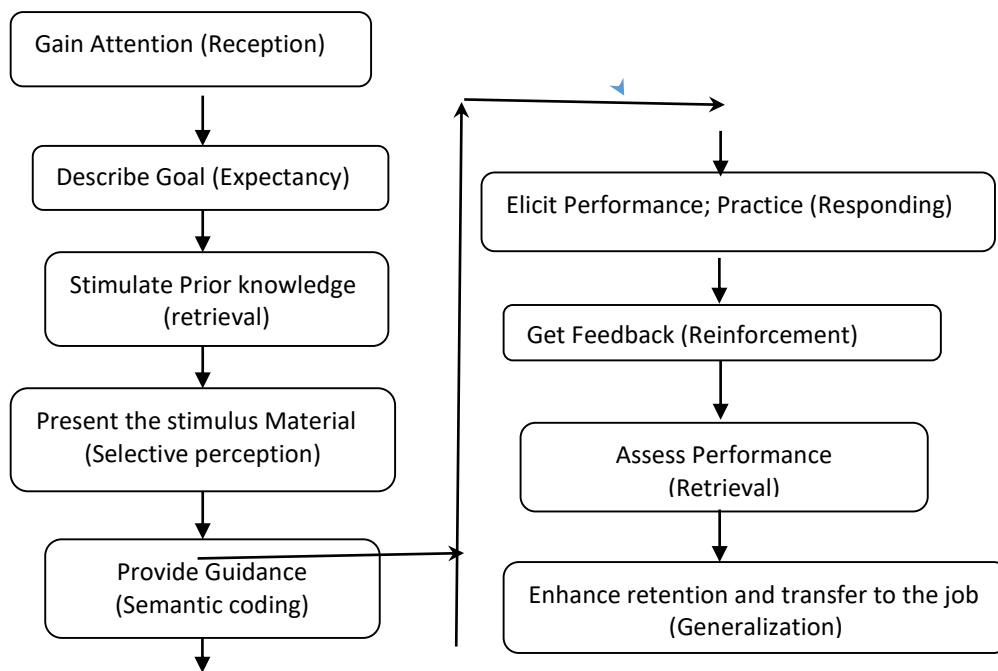 Gain Attention (Reception)
Describe Goal (Expectancy)
Stimulate Prior knowledge
(retrieval)
Present the stimulus Material
(Selective perception)
Provide Guidance
(Semantic coding)
Elicit Performance; Practice (Responding)
Get Feedback (Reinforcement)
Assess Performance
(Retrieval)
Enhance retention and transfer to the job
(Generalization)